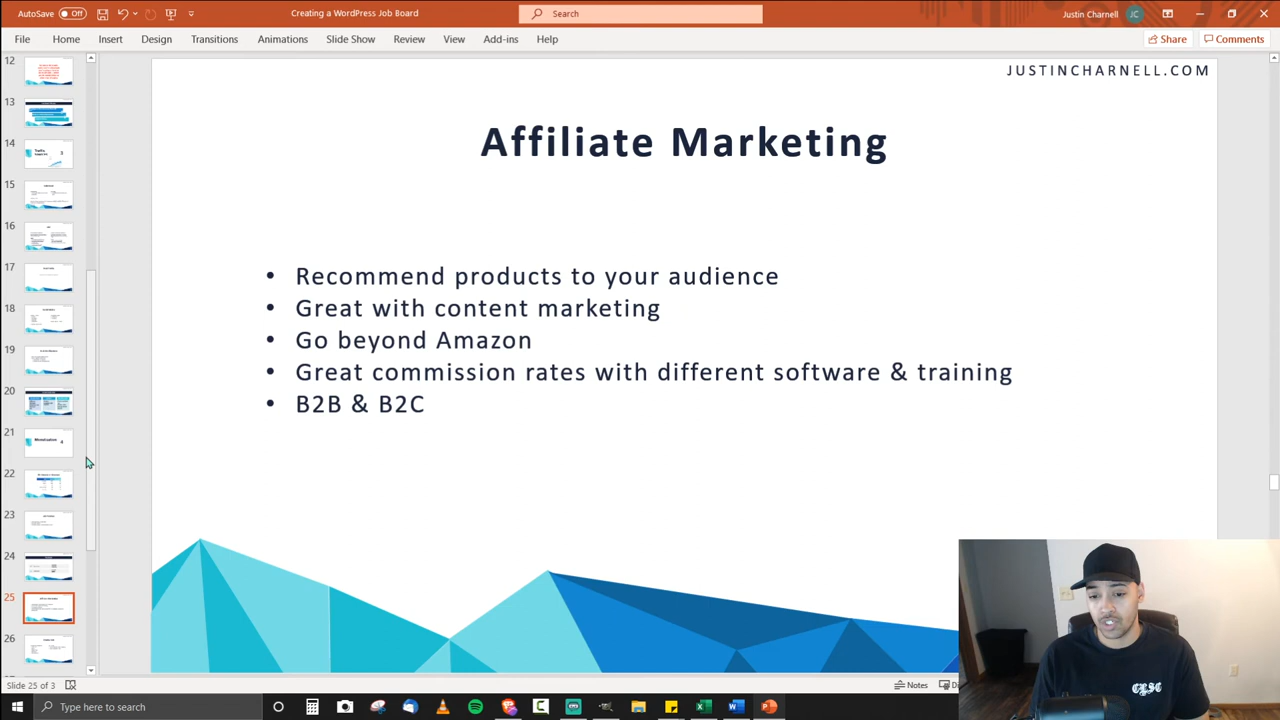 AutoSave Off
Creating a WordPress Job Board
Search
Justin Charnell JC
File Home Insert Design Transitions Animations Slide Show Review View Add-ins Help
Share Comments
JUSTINCHARNELL.COM
Affiliate Marketing
• Recommend products to your audience
• Great with content marketing
• Go beyond Amazon
• Great commission rates with different software & training
• B2B & B2C
12
13
14
15
16
17
18
19
20
21
Monetization 4
22
23
24
25
26
Slide 25 of 3
Notes
Type here to search